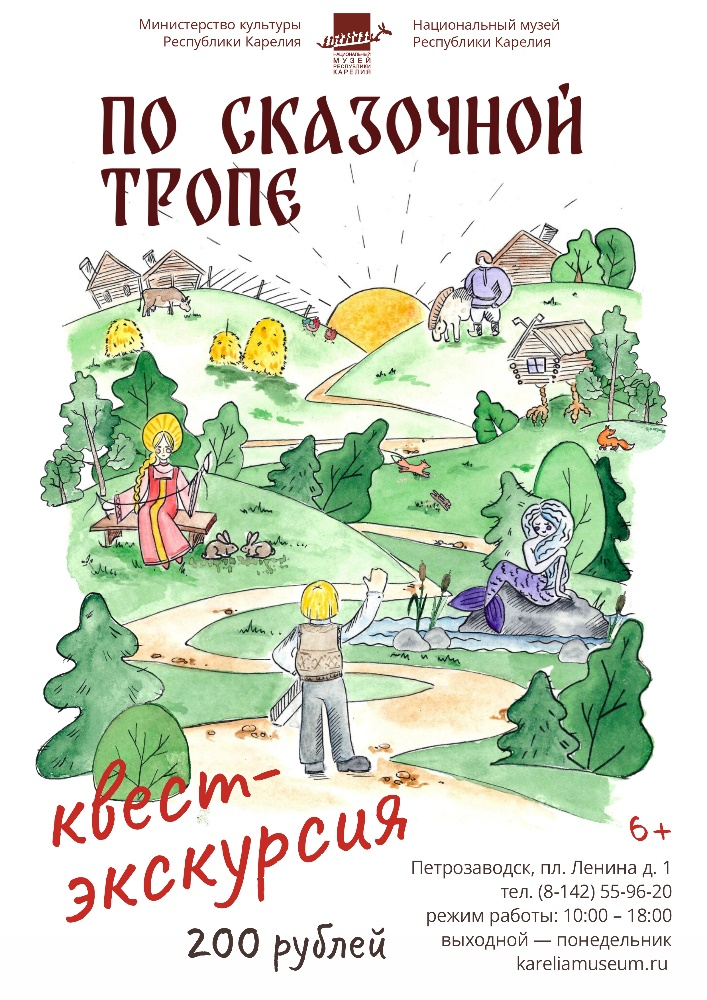 Министерство культуры
Республики Карелия
НАЦИОНАЛЬНЫЙ
МУЗЕЙ
РЕСПУБЛИКИ
КАРЕЛИЯ
Национальный музей
Республики Карелия
ПО СКАЗОЧНОЙ
ТРОПЕ
квест-
экскурсия
200 рублей
6+
Петрозаводск, пл. Ленина д. 1
тел. (8-142) 55-96-20
режим работы: 10:00 – 18:00
выходной — понедельник
kareliamuseum.ru